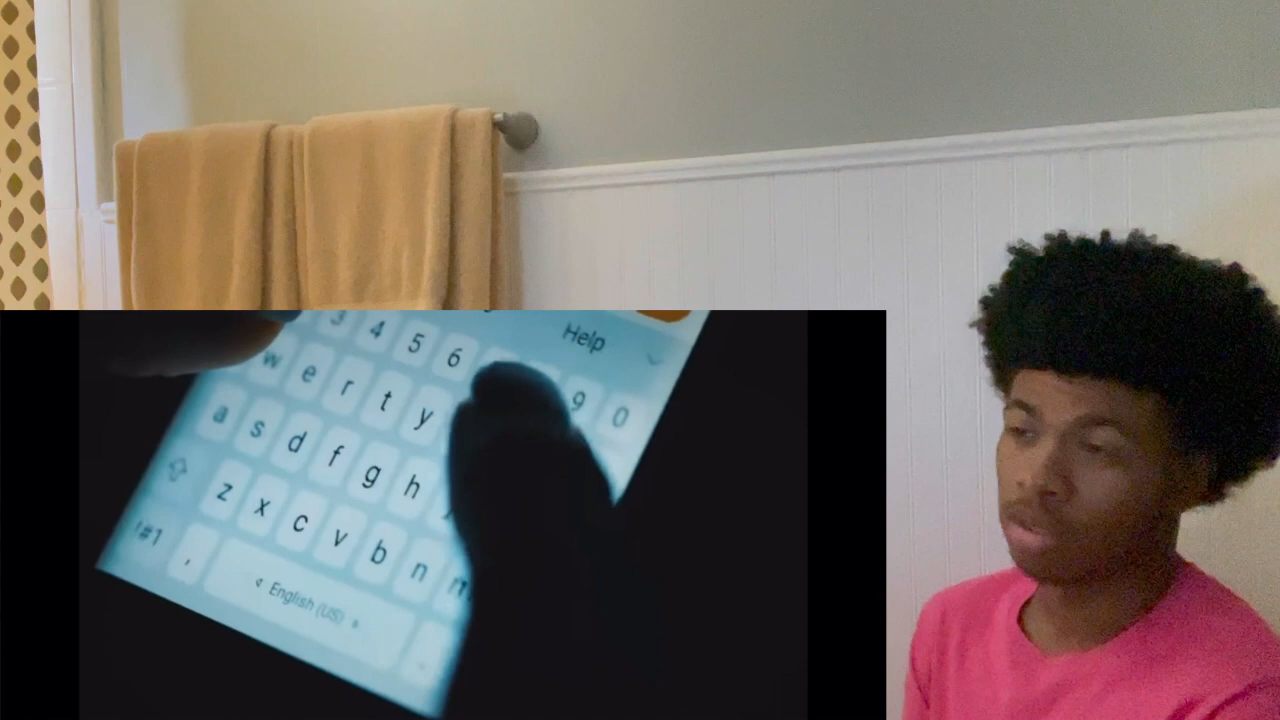 Help
3 4 5 6 9 0
w e r t y
a s d f g h
z x c v b n m
!#1 , English (US) .